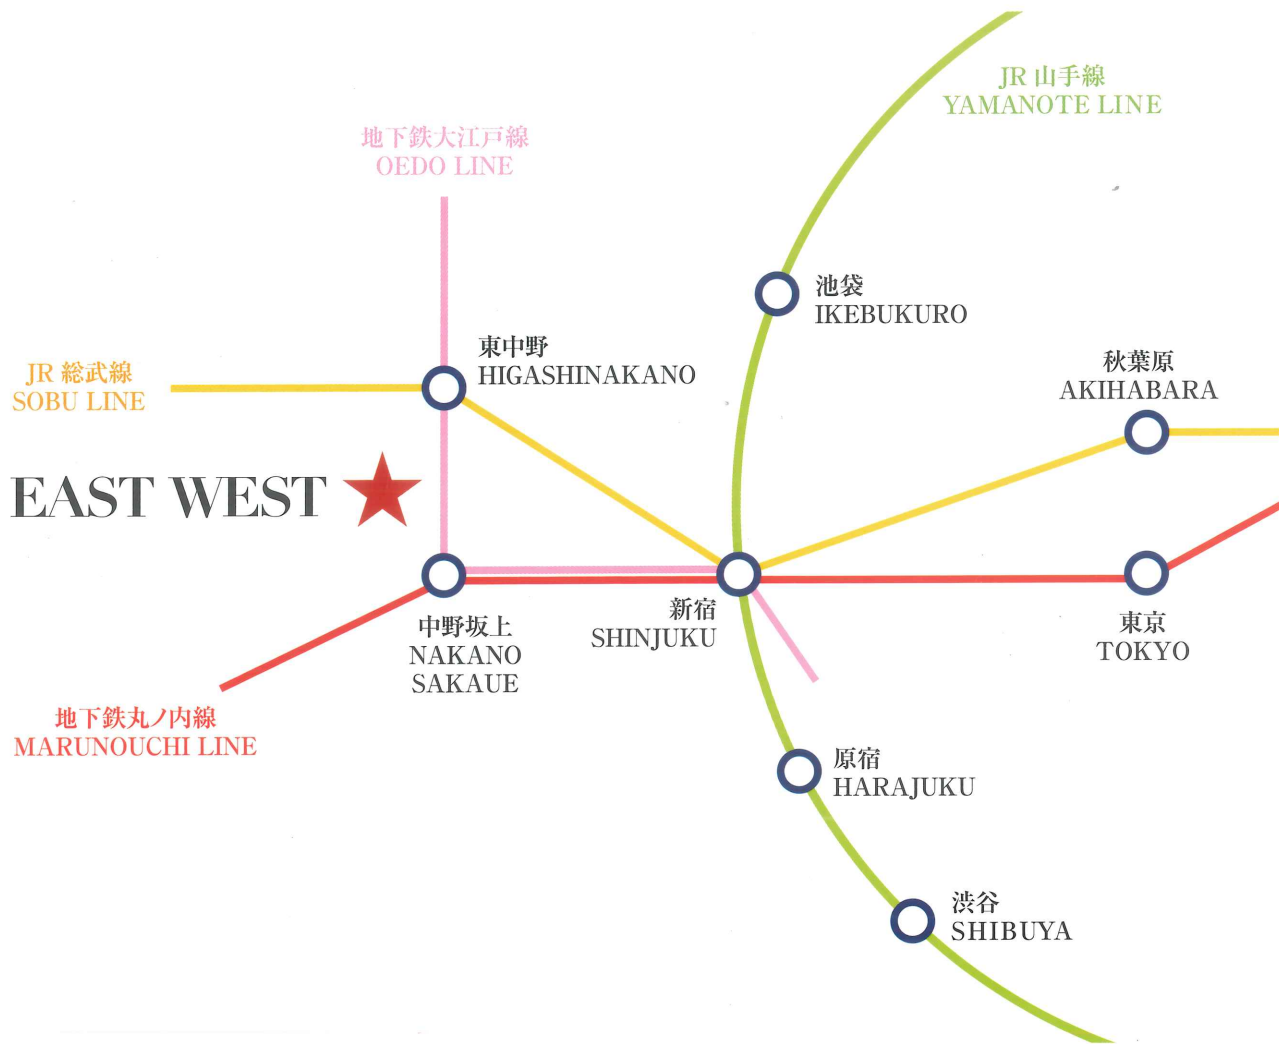 JR 山手線
YAMANOTE LINE
地下鉄大江戸線
OEDO LINE
池袋
IKEBUKURO
東中野
HIGASHINAKANO
秋葉原
AKIHABARA
JR 総武線
SOBU LINE
EAST WEST
新宿
SHINJUKU
東京
TOKYO
中野坂上
NAKANO
SAKAUE
地下鉄丸ノ内線
MARUNOUCHI LINE
原宿
HARAJUKU
渋谷
SHIBUYA